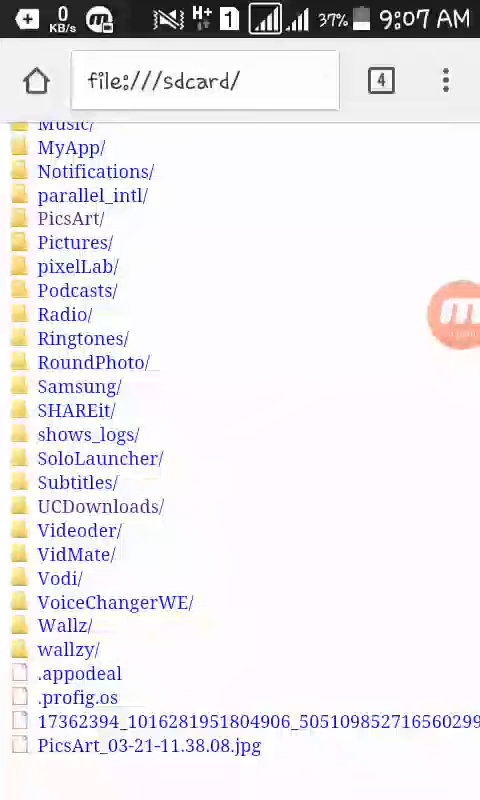 0
KB/s
H+
1
37%
9:07 AM
file:///sdcard/
4
Music/
MyApp/
Notifications/
parallel_intl/
PicsArt/
Pictures/
pixelLab/
Podcasts/
Radio/
Ringtones/
RoundPhoto/
Samsung/
SHAREit/
shows_logs/
SoloLauncher/
Subtitles/
UCDownloads/
Videoder/
VidMate/
Vodi/
VoiceChangerWE/
Wallz/
wallzy/
.appodeal
.profig.os
17362394_1016281951804906_505109852716560299
PicsArt_03-21-11.38.08.jpg